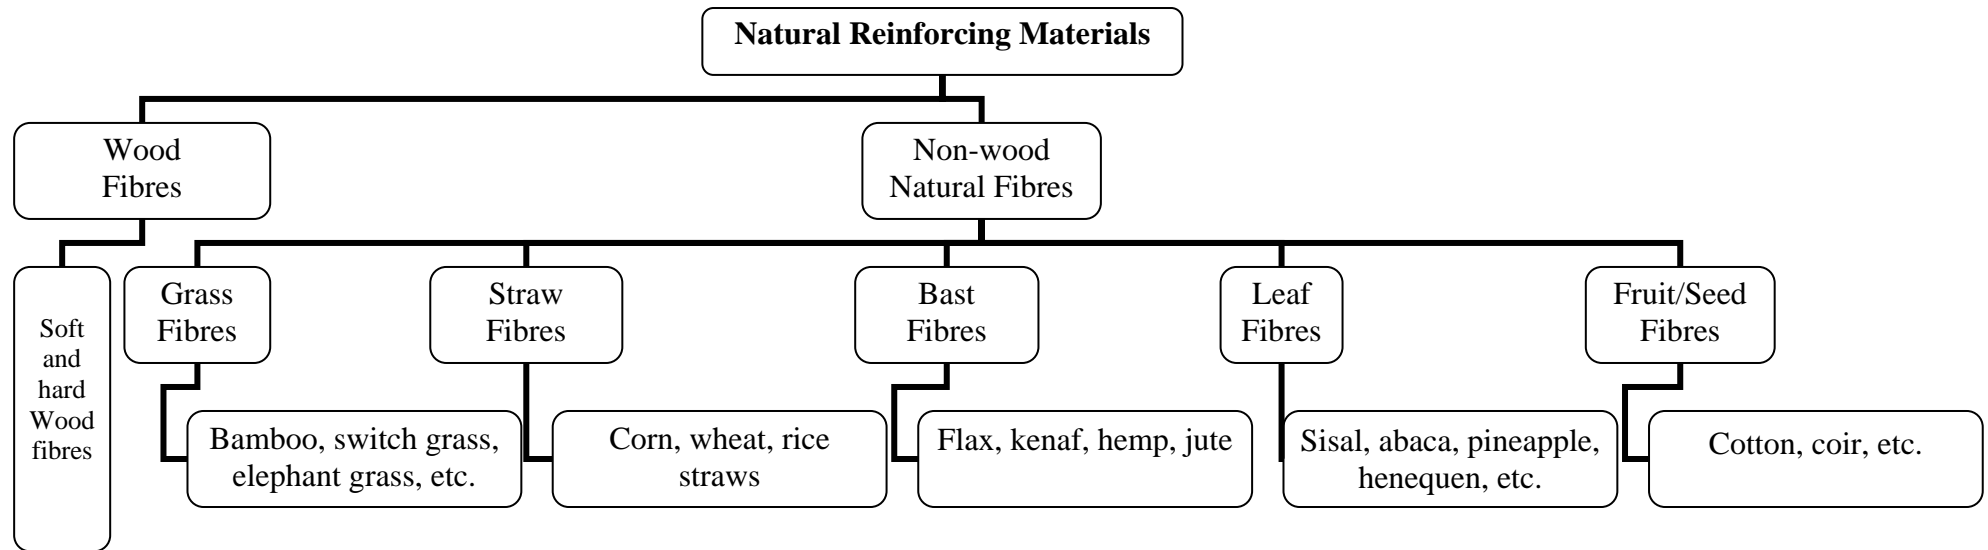 Natural Reinforcing Materials
Wood
Fibres
Non-wood
Natural Fibres
Soft
and
hard
Wood
fibres
Grass
Fibres
Straw
Fibres
Bast
Fibres
Leaf
Fibres
Fruit/Seed
Fibres
Bamboo, switch grass,
elephant grass, etc.
Corn, wheat, rice
straws
Flax, kenaf, hemp, jute
Sisal, abaca, pineapple,
henequen, etc.
Cotton, coir, etc.